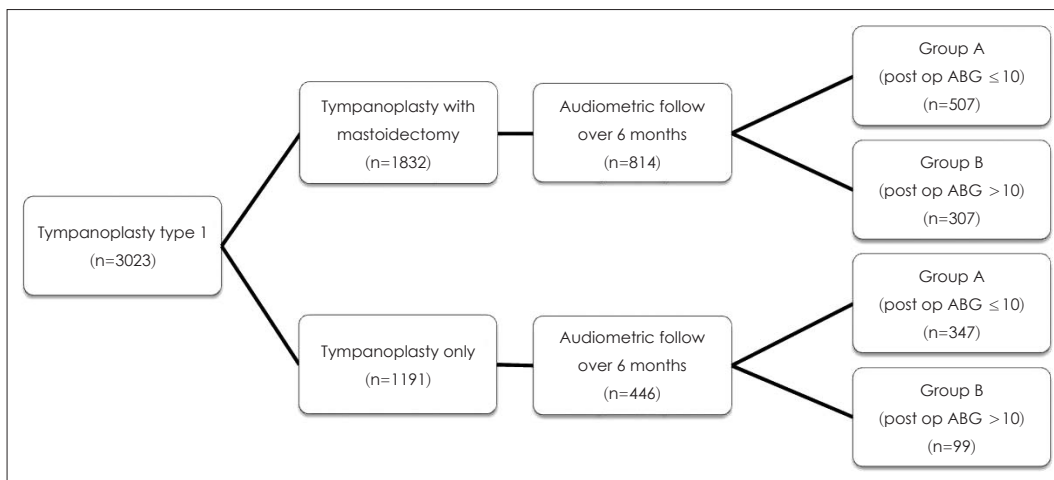 Tympanoplasty type 1
(n=3023)
Tympanoplasty with
mastoidectomy
(n=1832)
Audiometric follow
over 6 months
(n=814)
Group A
(post op ABG ≤10)
(n=507)
Group B
(post op ABG >10)
(n=307)
Tympanoplasty only
(n=1191)
Audiometric follow
over 6 months
(n=446)
Group A
(post op ABG ≤10)
(n=347)
Group B
(post op ABG >10)
(n=99)